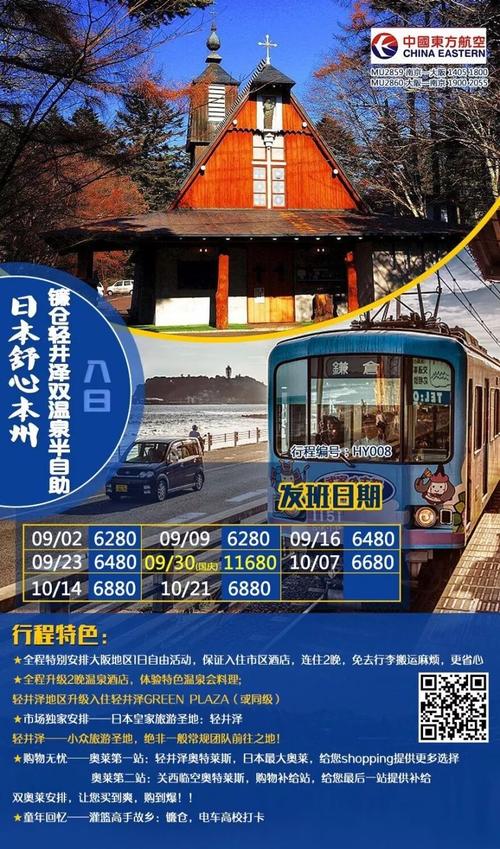 中國東方航空
CHINA EASTERN
MU2859 南京一大阪 1405 1800
MU2860 大阪一南京 1900 2055
日本舒心本州
镰仓轻井泽双温泉半自助
八日
鎌倉
行程编号:HY008
发班日期
09/02 6280 09/09 6280 09/16 6480
09/23 6480 09/30(国庆) 11680 10/07 6680
10/14 6880 10/21 6880
行程特色:
★全程特别安排大阪地区1日自由活动，保证入住市区酒店，连住2晚，免去行李搬运麻烦，更省心
★全程升级2晚温泉酒店，体验特色温泉会料理;
轻井泽地区升级入住轻井泽GREEN PLAZA（或同级）
★市场独家安排——日本皇家旅游圣地：轻井泽
轻井泽——小众旅游圣地，绝非一般常规团队前往之地！
★购物无忧——奥莱第一站：轻井泽奥特莱斯，日本最大奥莱，给您shopping提供更多选择
奥莱第二站：关西临空奥特莱斯，购物补给站，给您最后一站提供补给
双奥莱安排，让您买到爽，购到爆！！
★童年回忆——灌篮高手故乡：镰仓，电车高校打卡